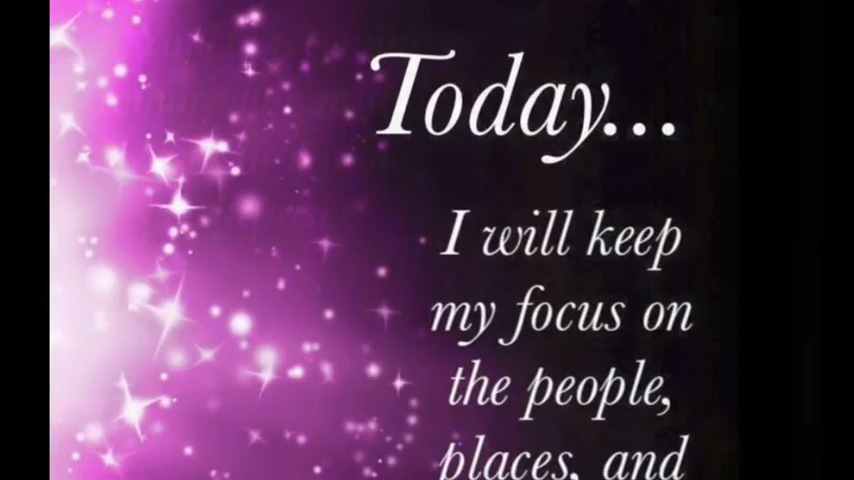 Today...
I will keep
my focus on
the people,
places, and